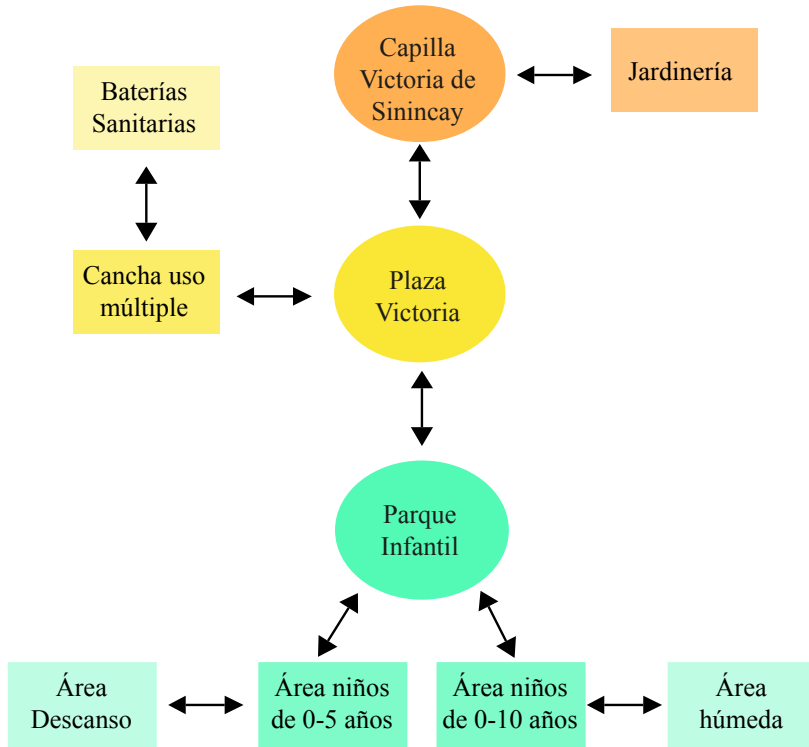 Capilla
Victoria de
Sinincay
Jardinería
Baterías
Sanitarias
Cancha uso
múltiple
Plaza
Victoria
Parque
Infantil
Área
Descanso
Área niños
de 0-5 años
Área niños
de 0-10 años
Área
húmeda